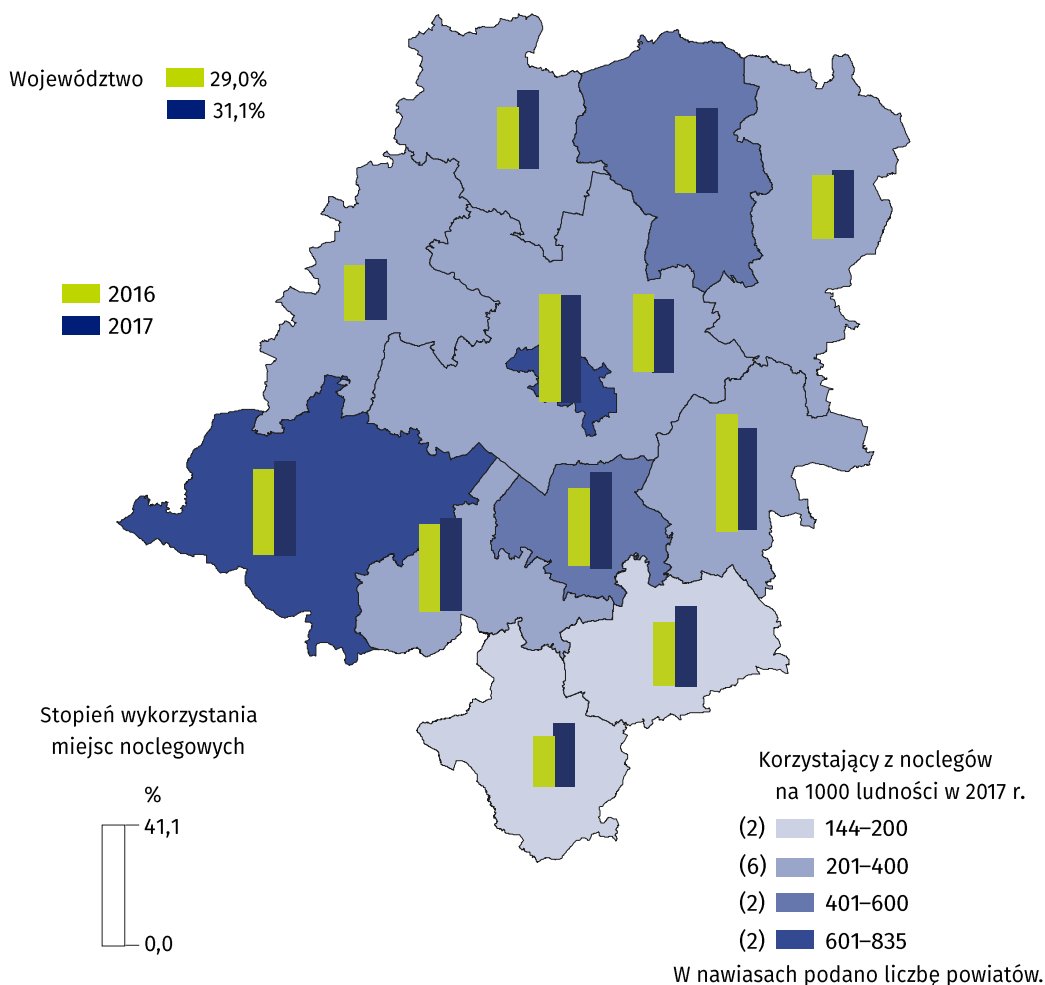 Województwo
29,0%
31,1%
2016
2017
Stopień wykorzystania
miejsc noclegowych
%
41,1
0,0
Korzystający z noclegów
na 1000 ludności w 2017 r.
(2) 144–200
(6) 201–400
(2) 401–600
(2) 601–835
W nawiasach podano liczbę powiatów.